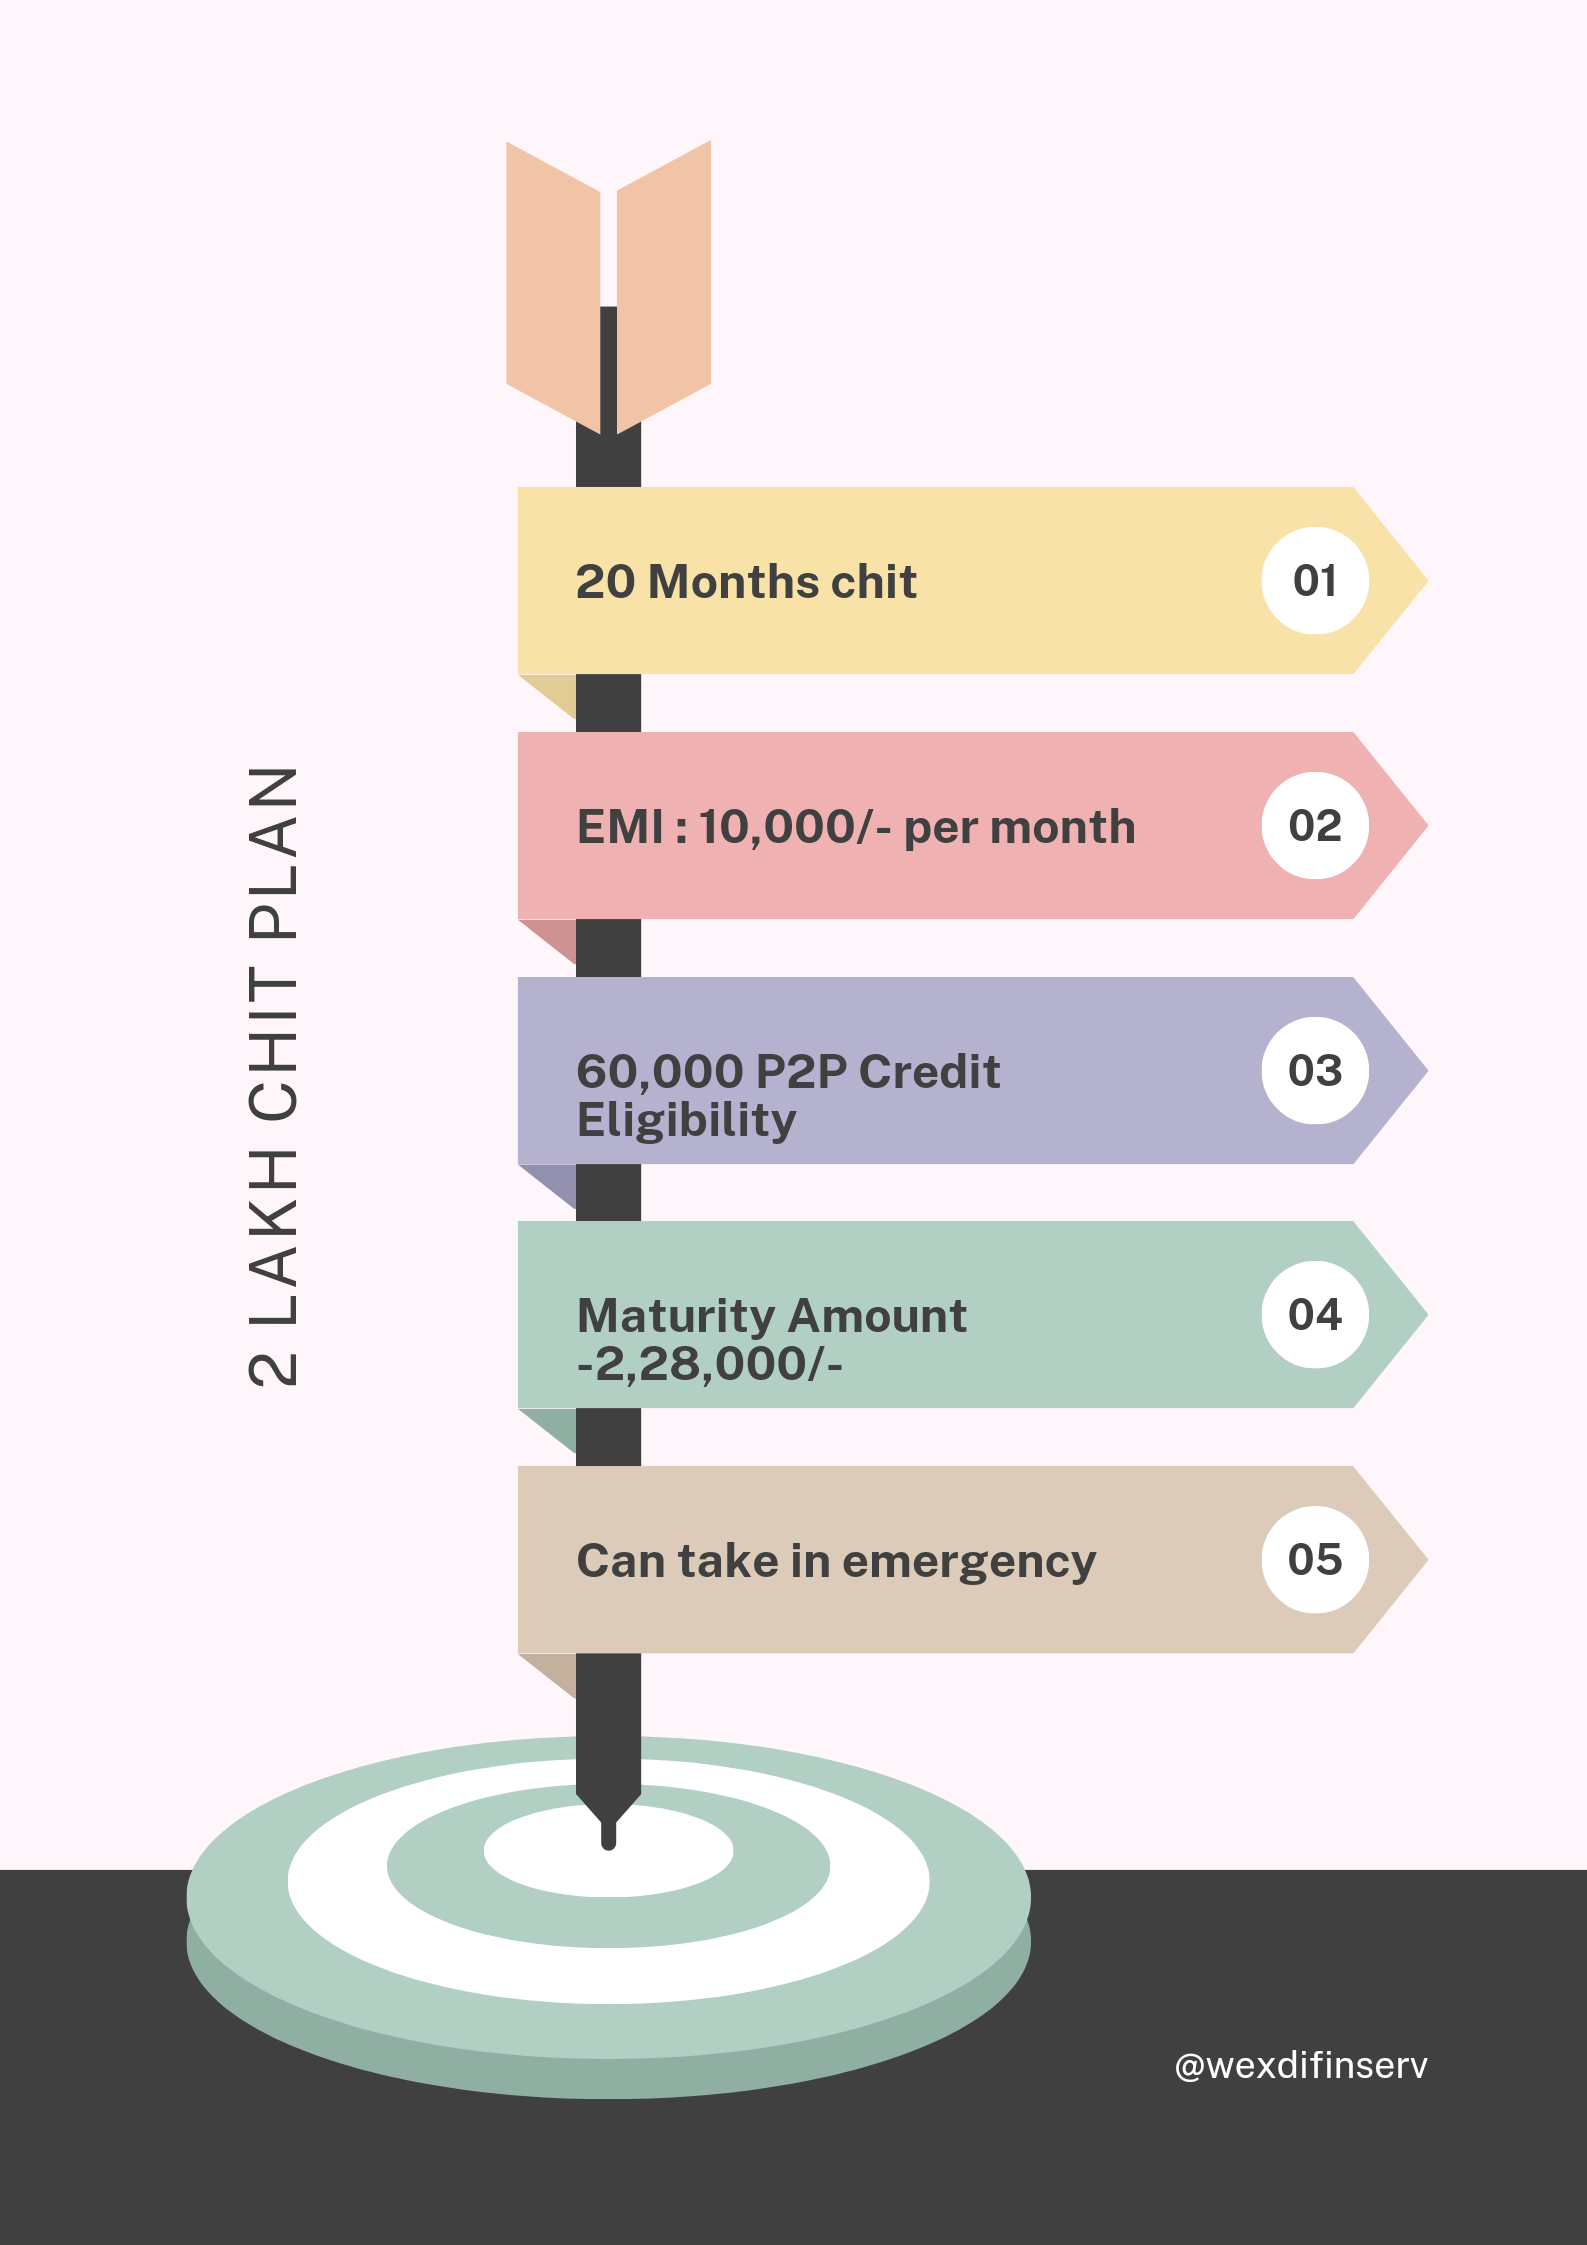 2 LAKH CHIT PLAN
20 Months chit
01
EMI : 10,000/- per month
02
60,000 P2P Credit
Eligibility
03
Maturity Amount
-2,28,000/-
04
Can take in emergency
05
@wexdifinserv